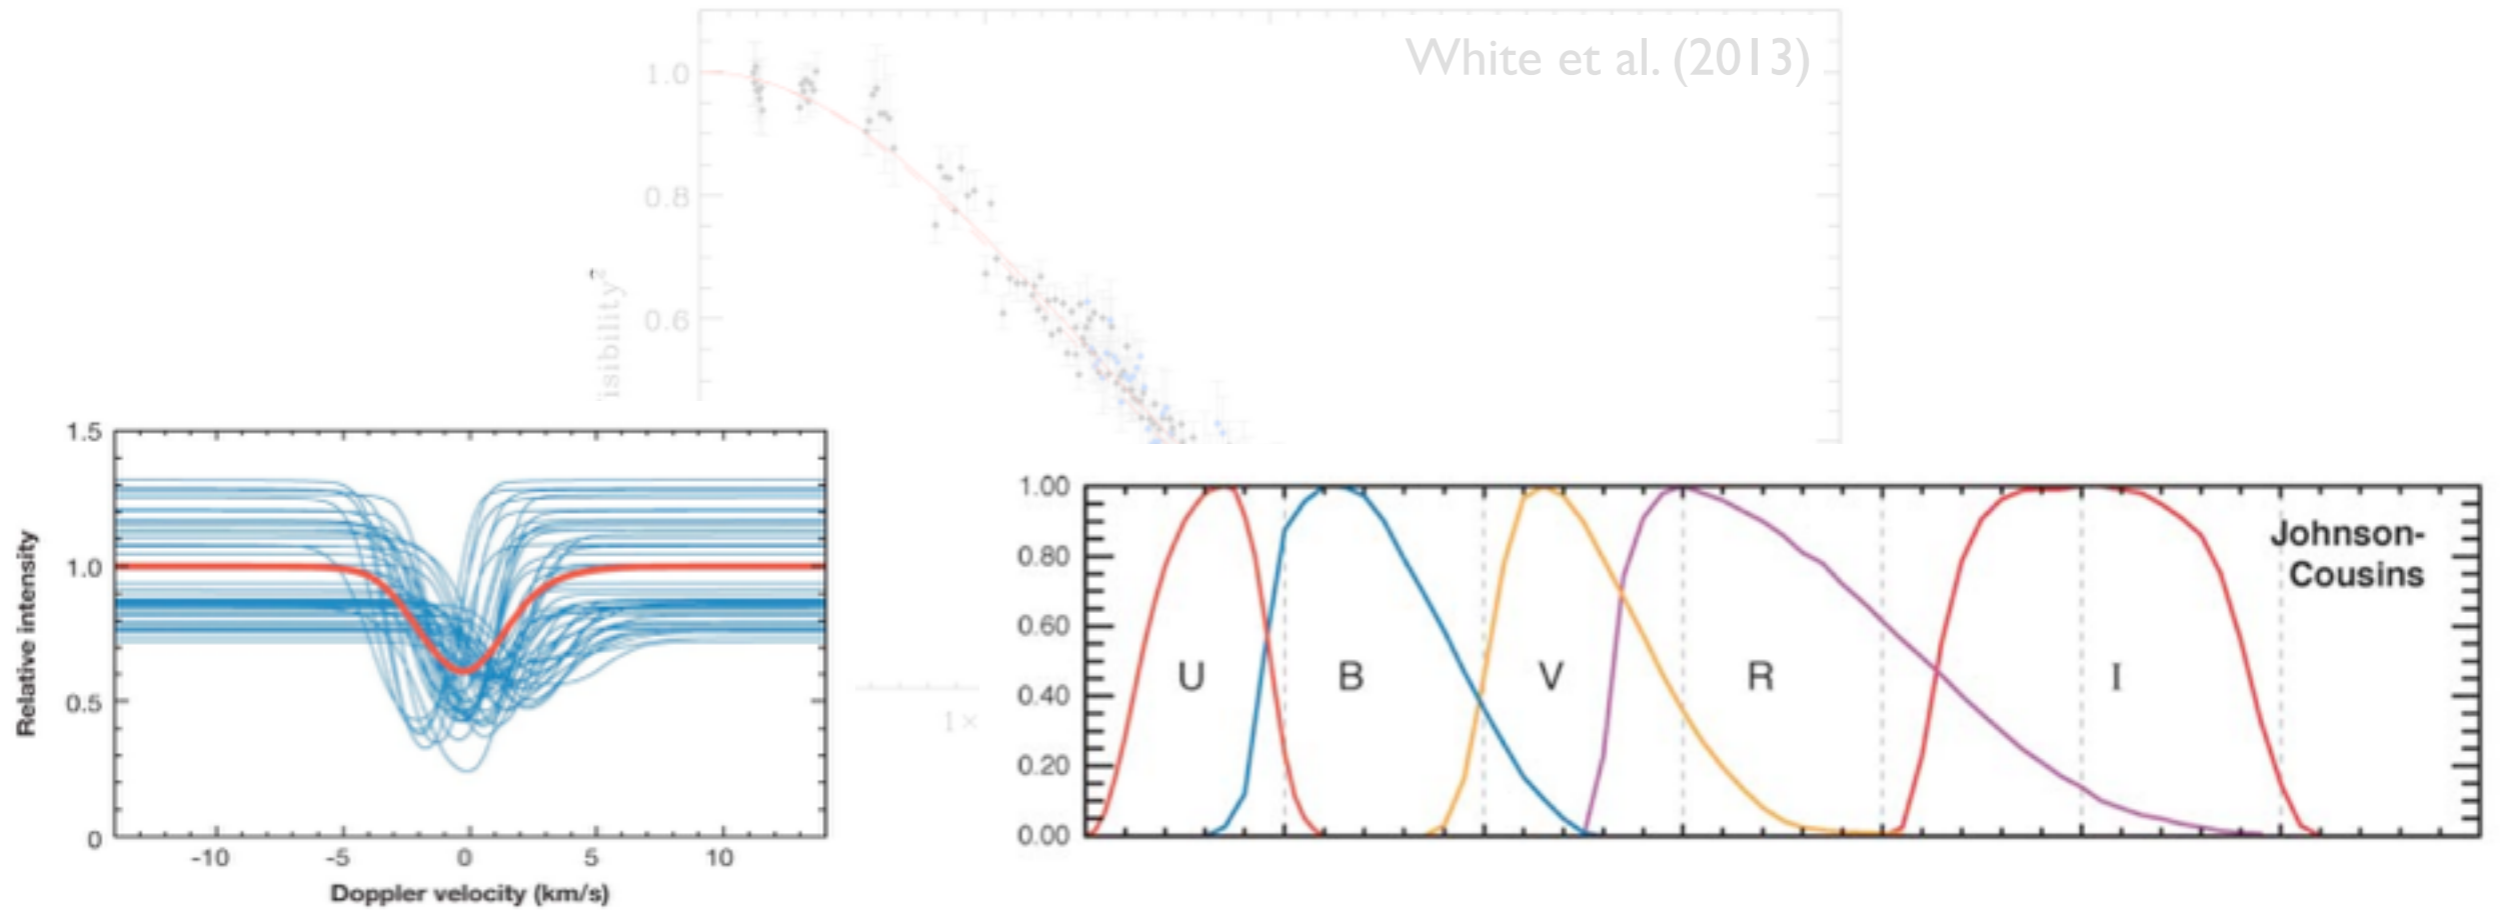 White et al. (2013)
1.0
0.8
0.6
isibility²
1.5
1.0
0.5
0
Relative intensity
-10 -5 0 5 10
Doppler velocity (km/s)
1×
1.00
0.80
0.60
0.40
0.20
0.00
U B V R I
Johnson-
Cousins